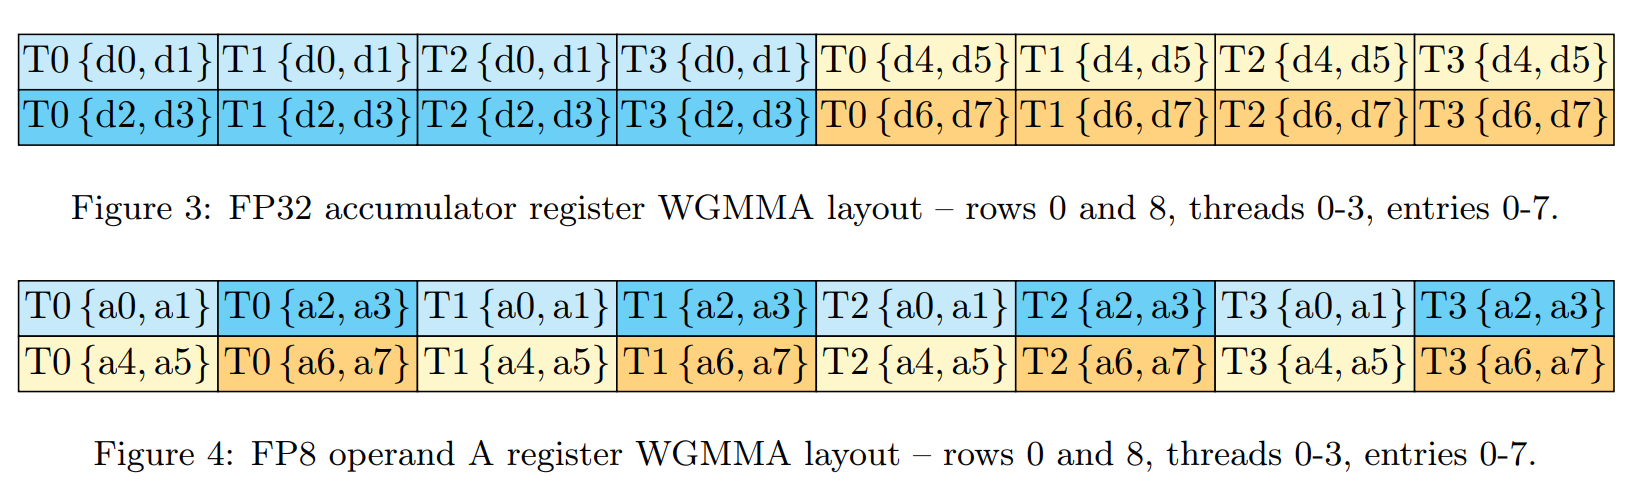 T0 {d0, d1} T1 {d0, d1} T2 {d0, d1} T3 {d0, d1} T0 {d4, d5} T1 {d4, d5} T2 {d4, d5} T3 {d4, d5}
T0 {d2, d3} T1 {d2, d3} T2 {d2, d3} T3 {d2, d3} T0 {d6, d7} T1 {d6, d7} T2 {d6, d7} T3 {d6, d7}
Figure 3: FP32 accumulator register WGMMA layout – rows 0 and 8, threads 0-3, entries 0-7.
T0 {a0, a1} T0 {a2, a3} T1 {a0, a1} T1 {a2, a3} T2 {a0, a1} T2 {a2, a3} T3 {a0, a1} T3 {a2, a3}
T0 {a4, a5} T0 {a6, a7} T1 {a4, a5} T1 {a6, a7} T2 {a4, a5} T2 {a6, a7} T3 {a4, a5} T3 {a6, a7}
Figure 4: FP8 operand A register WGMMA layout – rows 0 and 8, threads 0-3, entries 0-7.